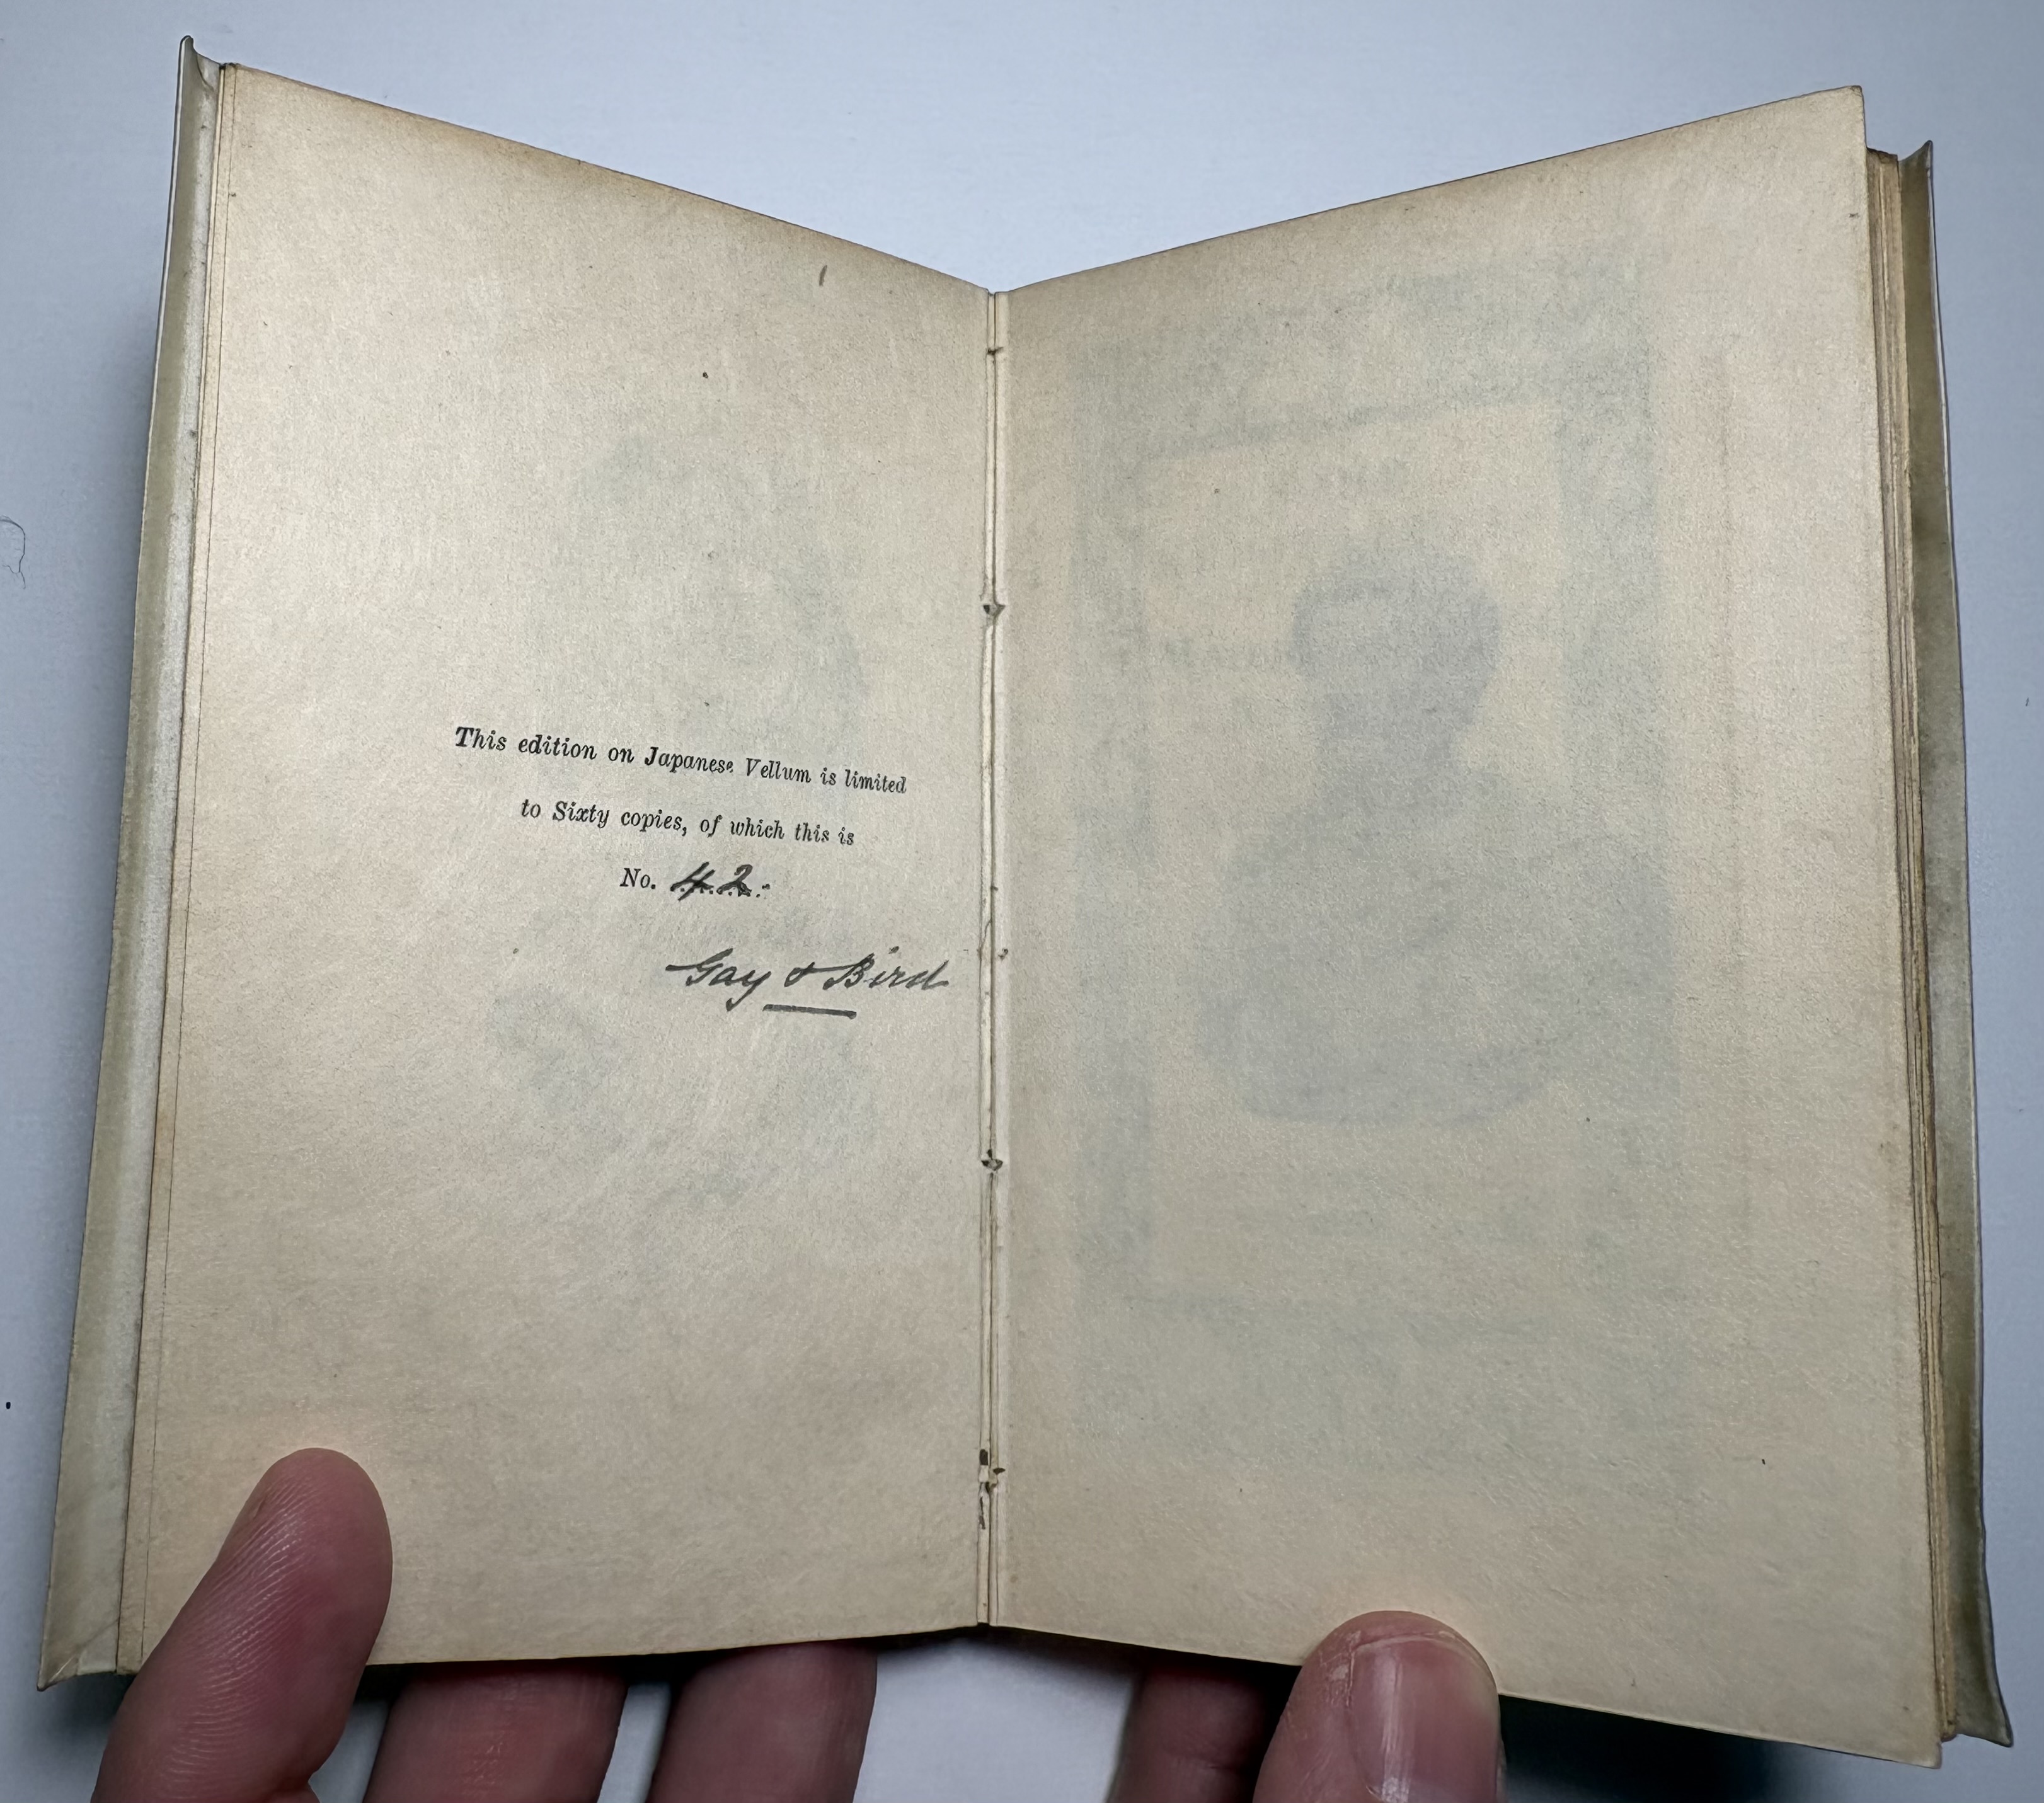 This edition on Japanese Vellum is limited
to Sixty copies, of which this is
No. 42.
Gay & Bird